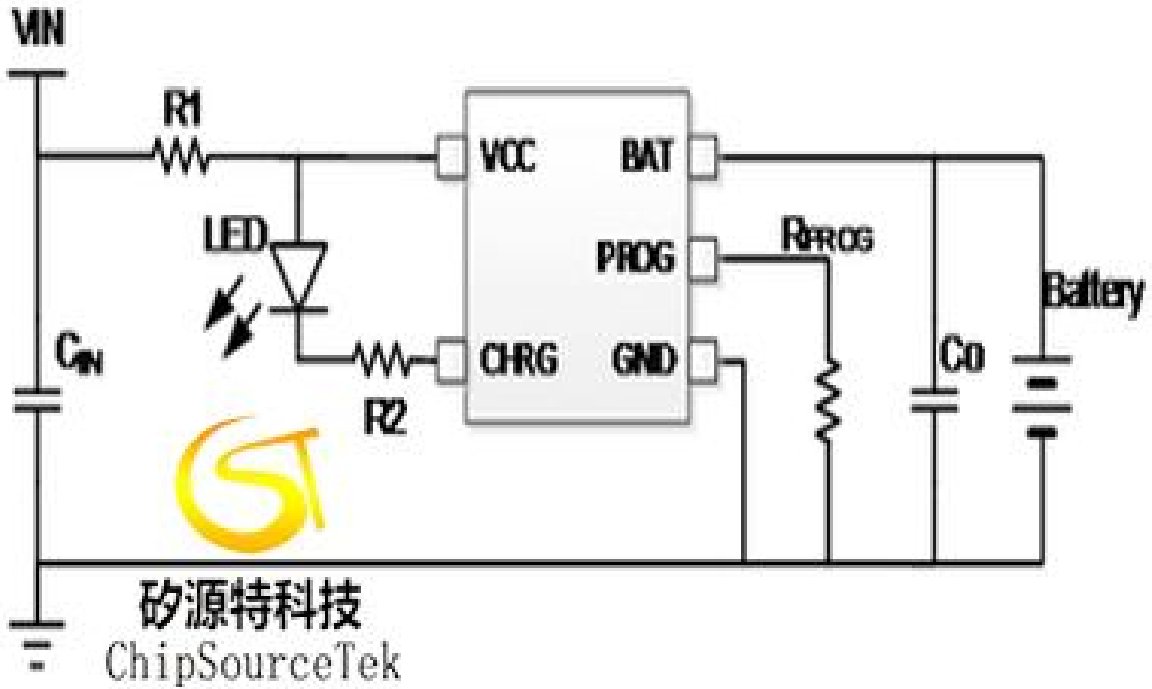 VIN
R1
VCC
BAT
LED
PROG
RPROG
Battery
CIN
CHRG
GND
CO
R2
矽源特科技
ChipSourceTek